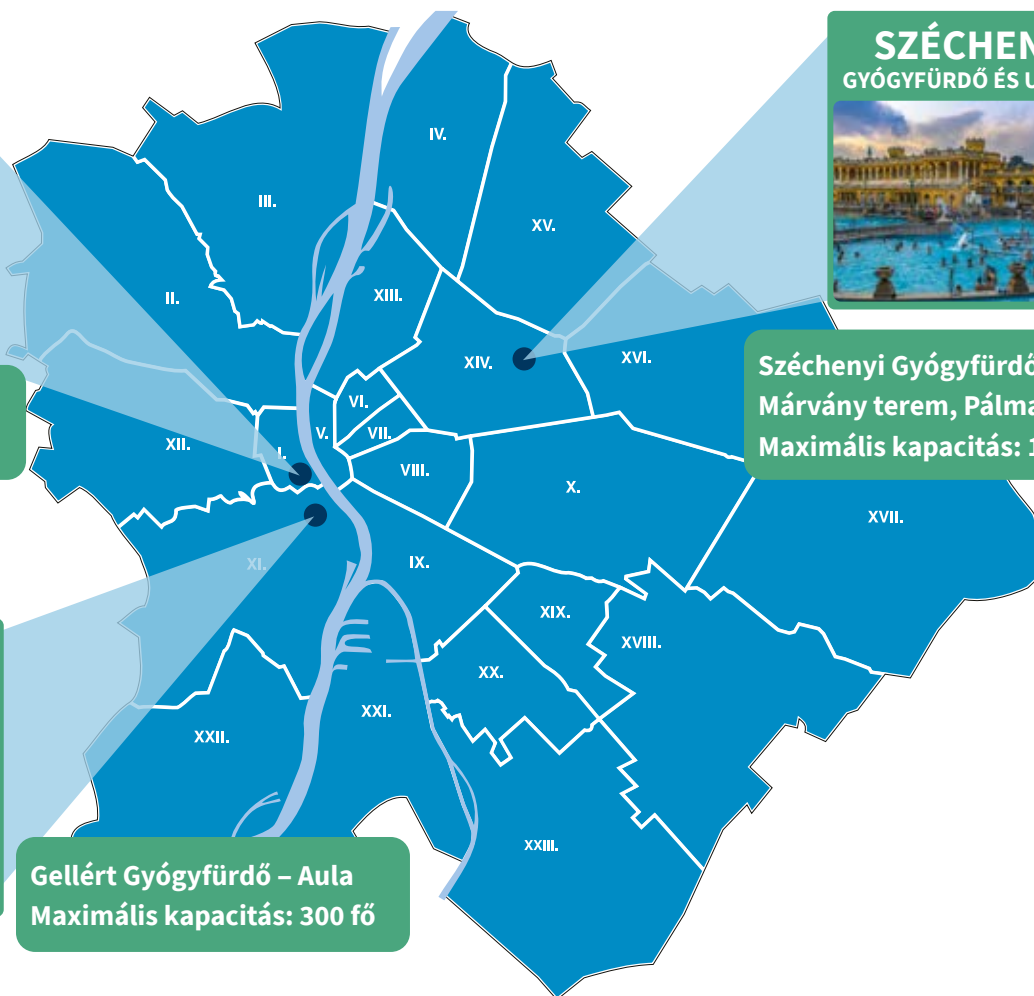 SZÉCHEN
GYÓGYFÜRDŐ ÉS U
IV.
III.
XV.
II.
XIII.
XIV.
XVI.
VI.
V.
VII.
XII.
I.
VIII.
X.
XVII.
Széchenyi Gyógyfürdő
Márvány terem, Pálma
Maximális kapacitás: 1
XI.
IX.
XIX.
XVIII.
XX.
XXI.
XXII.
XXIII.
Gellért Gyógyfürdő – Aula
Maximális kapacitás: 300 fő